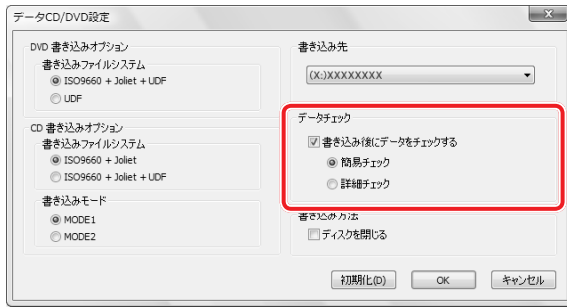 データCD/DVD設定
DVD 書き込みオプション
書き込みファイルシステム
ISO9660 + Joliet + UDF
UDF
CD 書き込みオプション
書き込みファイルシステム
ISO9660 + Joliet
ISO9660 + Joliet + UDF
書き込みモード
MODE1
MODE2
書き込み先
(X:)XXXXXXXX
データチェック
書き込み後にデータをチェックする
簡易チェック
詳細チェック
書き込み方法
ディスクを閉じる
初期化(D)
OK
キャンセル